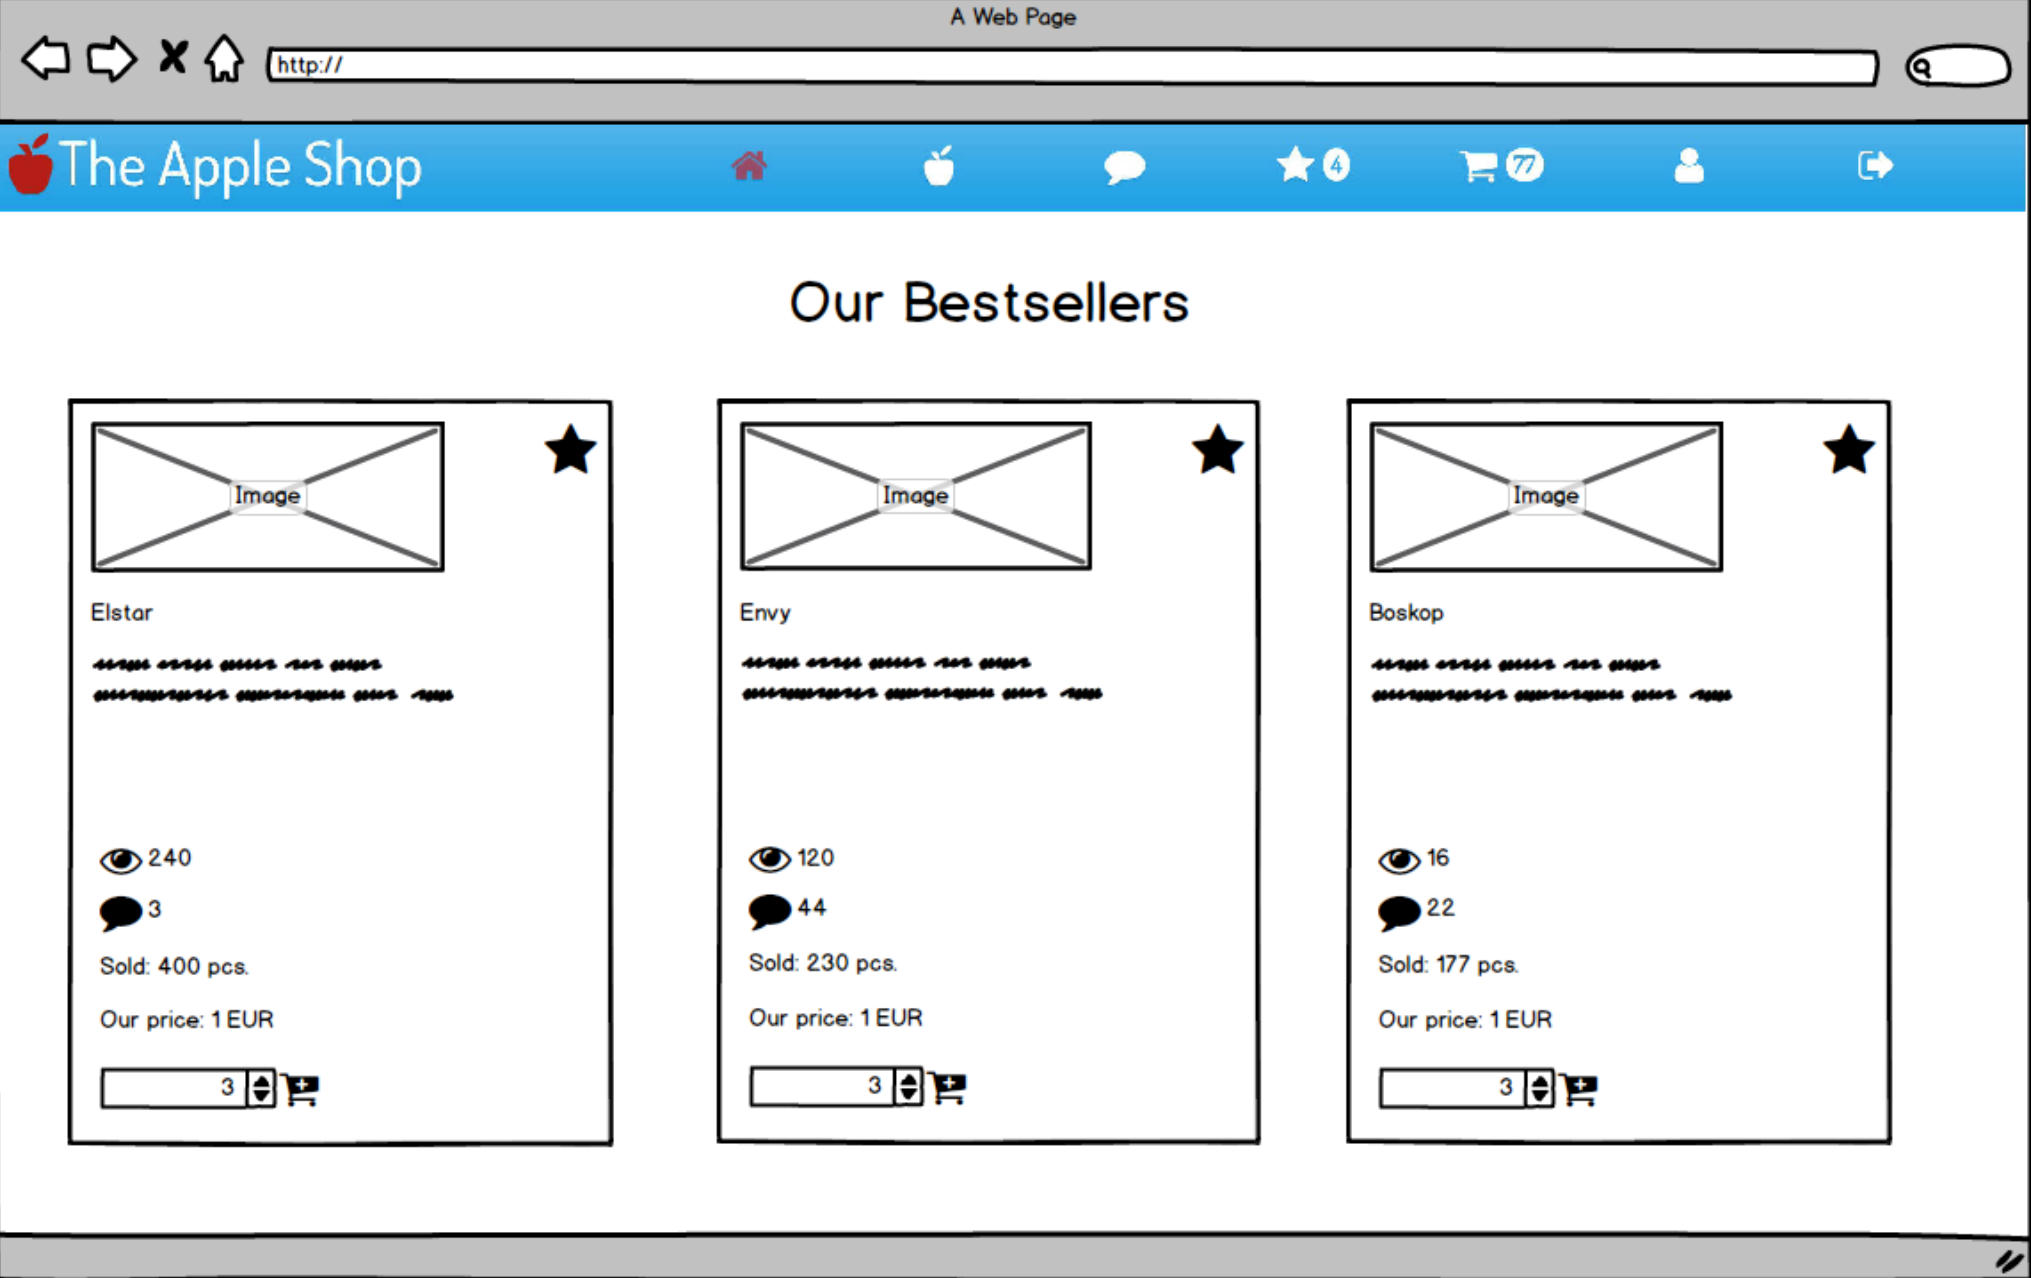 A Web Page
http://
The Apple Shop
4
77
Our Bestsellers
Image
Image
Image
Elstar
Envy
Boskop
240
120
16
3
44
22
Sold: 400 pcs.
Sold: 230 pcs.
Sold: 177 pcs.
Our price: 1 EUR
Our price: 1 EUR
Our price: 1 EUR
3
3
3